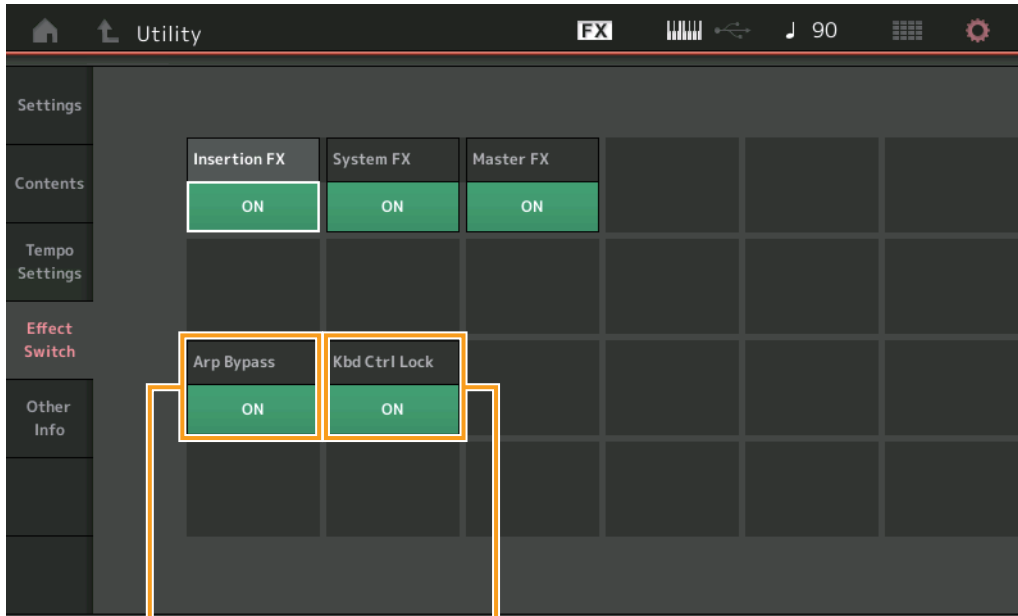 Utility
FX
90
Settings
Contents
Tempo
Settings
Effect
Switch
Other
Info
Insertion FX
System FX
Master FX
ON
ON
ON
Arp Bypass
Kbd Ctrl Lock
ON
ON